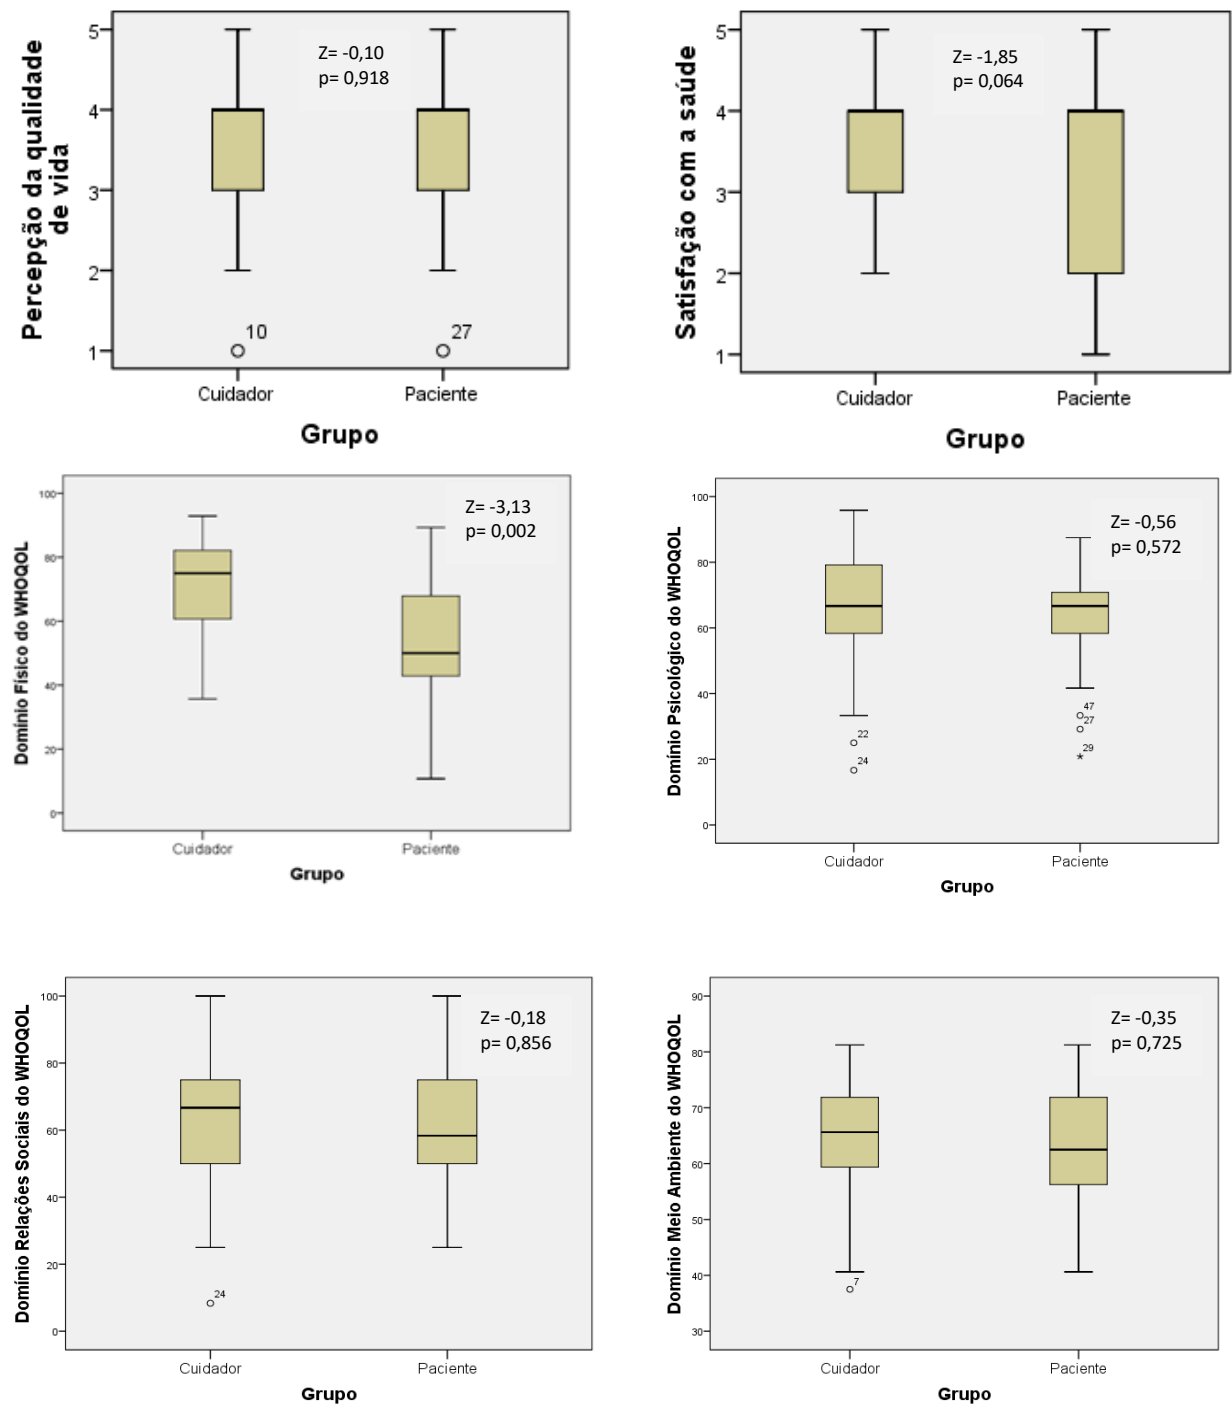 Percepção da qualidade
de vida
5
4
3
2
1
Z= -0,10
p= 0,918
10
27
Cuidador
Paciente
Grupo
Satisfação com a saúde
5
4
3
2
1
Z= -1,85
p= 0,064
Cuidador
Paciente
Grupo
Domínio Físico do WHOQOL
100
80
60
40
20
0
Z= -3,13
p= 0,002
Cuidador
Paciente
Grupo
Domínio Psicológico do WHOQOL
100
80
60
40
20
0
Z= -0,56
p= 0,572
22
24
47
27
29
*
Cuidador
Paciente
Grupo
Domínio Relações Sociais do WHOQOL
100
80
60
40
20
0
Z= -0,18
p= 0,856
24
Cuidador
Paciente
Grupo
Domínio Meio Ambiente do WHOQOL
90
80
70
60
50
40
30
Z= -0,35
p= 0,725
7
Cuidador
Paciente
Grupo